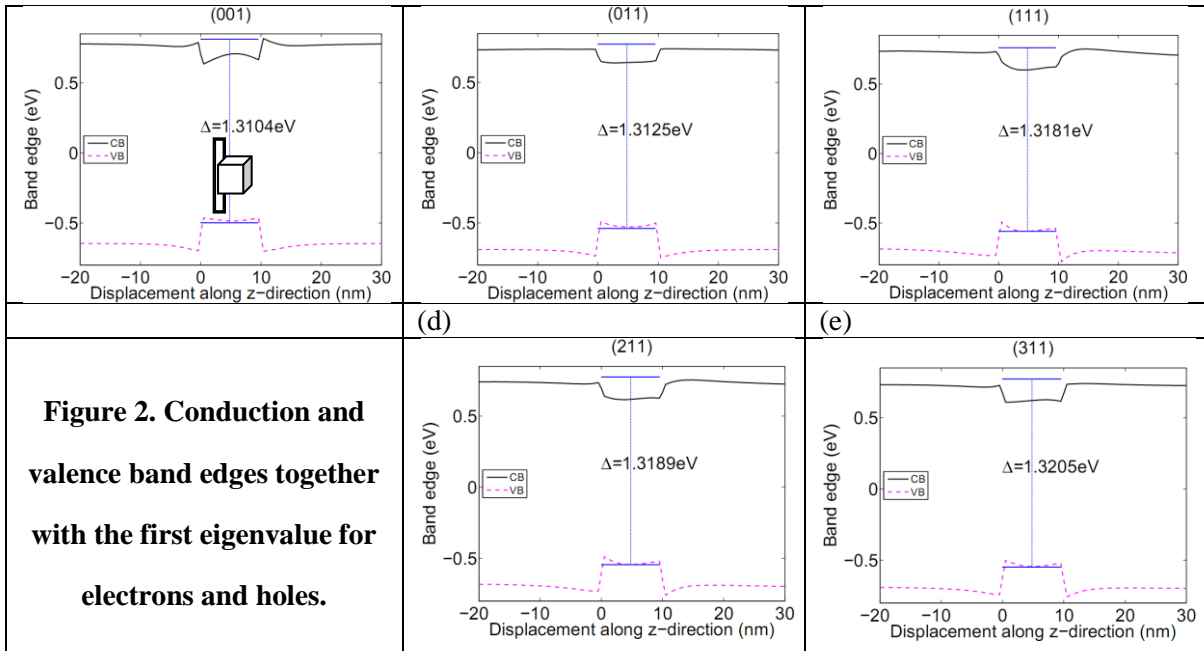 (001)
Band edge (eV)
0.5
0
−0.5
Δ=1.3104eV
CB
VB
−20 −10 0 10 20 30
Displacement along z−direction (nm)
(011)
Band edge (eV)
0.5
0
−0.5
Δ=1.3125eV
CB
VB
−20 −10 0 10 20 30
Displacement along z−direction (nm)
(111)
Band edge (eV)
0.5
0
−0.5
Δ=1.3181eV
CB
VB
−20 −10 0 10 20 30
Displacement along z−direction (nm)
Figure 2. Conduction and
valence band edges together
with the first eigenvalue for
electrons and holes.
(d)
(211)
Band edge (eV)
0.5
0
−0.5
Δ=1.3189eV
CB
VB
−20 −10 0 10 20 30
Displacement along z−direction (nm)
(e)
(311)
Band edge (eV)
0.5
0
−0.5
Δ=1.3205eV
CB
VB
−20 −10 0 10 20 30
Displacement along z−direction (nm)